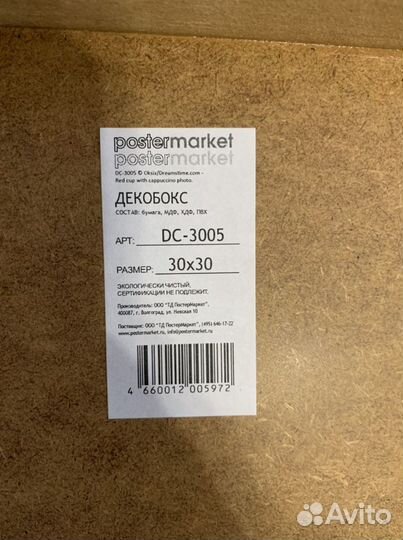 postermarket
postermarket
DC-3005 © Oksix/Dreamstime.com -
Red cup with cappuccino photo.
ДЕКОБОКС
СОСТАВ: бумага, МДФ, ХДФ, ПВХ
АРТ: DC-3005
РАЗМЕР: 30х30
ЭКОЛОГИЧЕСКИ ЧИСТЫЙ,
СЕРТИФИКАЦИИ НЕ ПОДЛЕЖИТ.
Производитель: ООО "ТД ПостерМаркет",
400087, г. Волгоград, ул. Невская 10
Поставщик: ООО "ТД ПостерМаркет", (495) 646-17-22
www.postermarket.ru, info@postermarket.ru
4 660012 005972
Avito